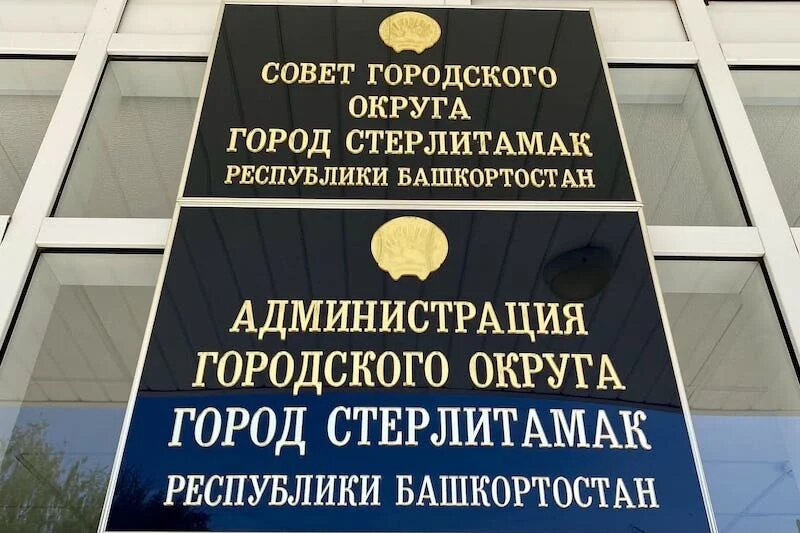 СОВЕТ ГОРОДСКОГО
ОКРУГА
ГОРОД СТЕРЛИТАМАК
РЕСПУБЛИКИ БАШКОРТОСТАН
АДМИНИСТРАЦИЯ
ГОРОДСКОГО ОКРУГА
ГОРОД СТЕРЛИТАМАК
РЕСПУБЛИКИ БАШКОРТОСТАН